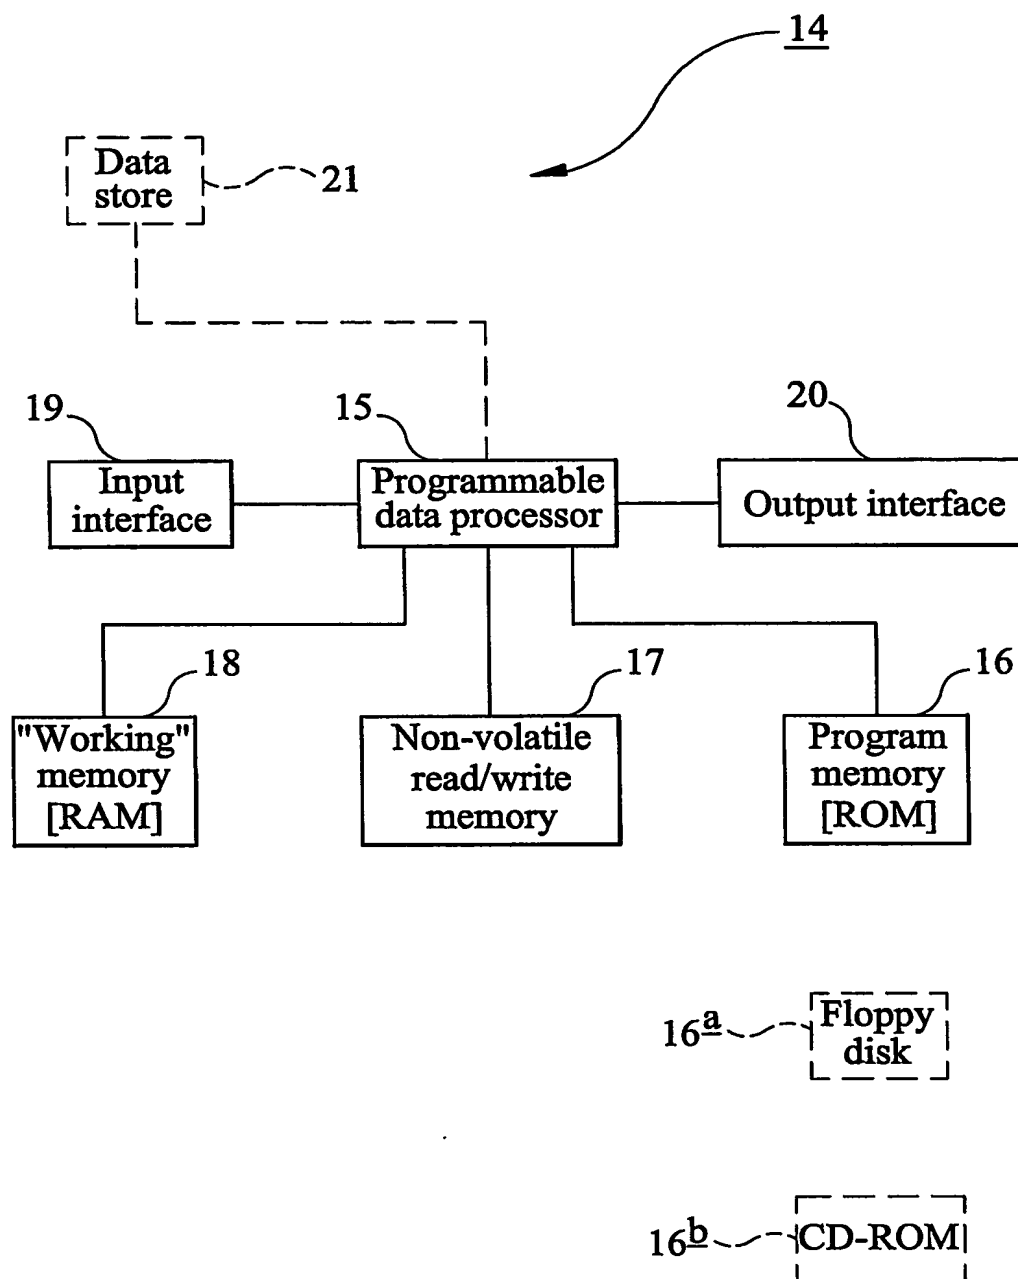 14
Data
store
21
19
15
20
Input
interface
Programmable
data processor
Output interface
18
17
16
"Working"
memory
[RAM]
Non-volatile
read/write
memory
Program
memory
[ROM]
16a
Floppy
disk
16b
CD-ROM